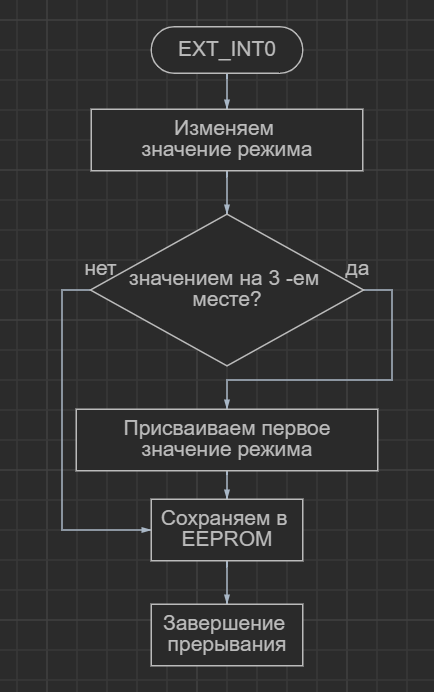 EXT_INT0
Изменяем
значение режима
нет
да
значением на 3 -ем
месте?
Присваиваем первое
значение режима
Сохраняем в
EEPROM
Завершение
прерывания